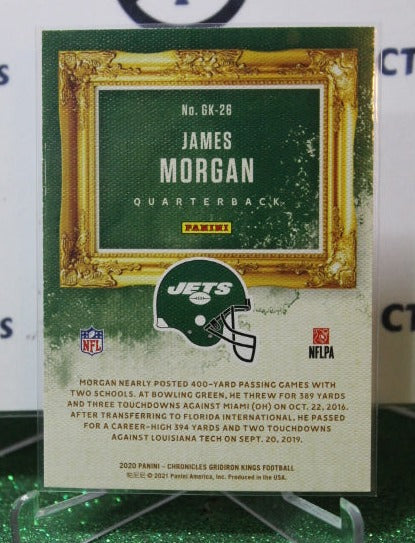 No. GK-26
JAMES
MORGAN
QUARTERBACK
PANINI
JETS
NFL
NFLPA
MORGAN NEARLY POSTED 400-YARD PASSING GAMES WITH
TWO SCHOOLS. AT BOWLING GREEN, HE THREW FOR 389 YARDS
AND THREE TOUCHDOWNS AGAINST MIAMI (OH) ON OCT. 22, 2016.
AFTER TRANSFERRING TO FLORIDA INTERNATIONAL, HE PASSED
FOR A CAREER-HIGH 394 YARDS AND TWO TOUCHDOWNS
AGAINST LOUISIANA TECH ON SEPT. 20, 2019.
2020 PANINI - CHRONICLES GRIDIRON KINGS FOOTBALL
© 2021 Panini America, Inc. Produced in the USA.